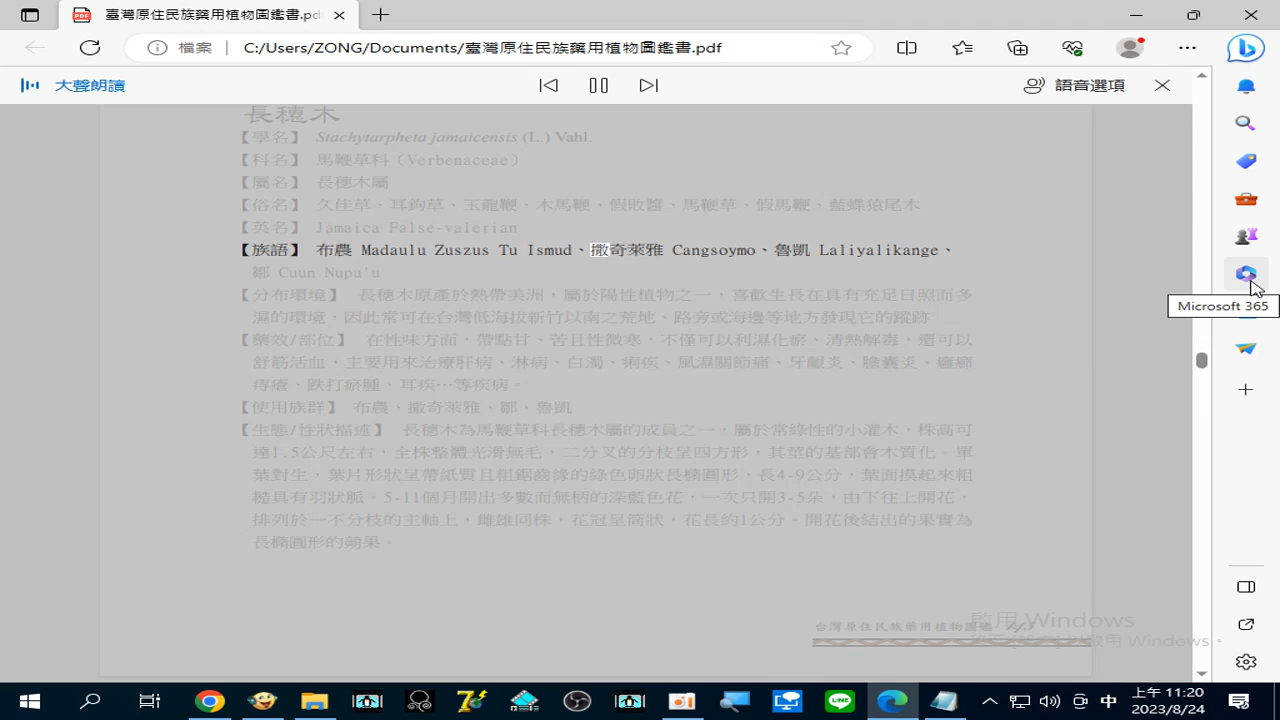 臺灣原住民族藥用植物圖鑑書.pdf
檔案 C:/Users/ZONG/Documents/臺灣原住民族藥用植物圖鑑書.pdf
大聲朗讀
語音選項
長穗木
【學名】 Stachytarpheta jamaicensis (L.) Vahl.
【科名】 馬鞭草科（Verbenaceae）
【屬名】 長穗木屬
【俗名】 久佳草、耳鉤草、玉龍鞭、木馬鞭、假敗醬、馬鞭草、假馬鞭、藍蝶猿尾木
【英名】 Jamaica False-valerian
【族語】 布農 Madaulu Zuszus Tu Ismud、撒奇萊雅 Cangsoymo、魯凱 Laliyalikange、
鄒 Cuun Nupu'u
【分布環境】 長穗木原產於熱帶美洲，屬於陽性植物之一，喜歡生長在具有充足日照而多
濕的環境，因此常可在台灣低海拔新竹以南之荒地、路旁或海邊等地方發現它的蹤跡
【藥效/部位】 在性味方面，帶點甘、苦且性微寒，不僅可以利濕化瘀、清熱解毒，還可以
舒筋活血，主要用來治療肝病、淋病、白濁、痢疾、風濕關節痛、牙齦炎、膽囊炎、癰癤
痔瘡、跌打瘀腫、耳疾…等疾病。
【使用族群】 布農、撒奇萊雅、鄒、魯凱
【生態/性狀描述】 長穗木為馬鞭草科長穗木屬的成員之一，屬於常綠性的小灌木，株高可
達1.5公尺左右，全株整體光滑無毛，二分叉的分枝呈四方形，其莖的基部會木質化。單
葉對生，葉片形狀呈帶紙質且粗鋸齒緣的綠色卵狀長橢圓形，長4-9公分，葉面摸起來粗
糙具有羽狀脈。5-11個月開出多數而無柄的深藍色花，一次只開3-5朵，由下往上開花，
排列於一不分枝的主軸上，雌雄同株，花冠呈筒狀，花長約1公分。開花後結出的果實為
長橢圓形的蒴果。
Microsoft 365
啟用 Windows
台灣原住民族藥用植物圖鑑
啟用 Windows。
中
上午 11:20
2023/8/24